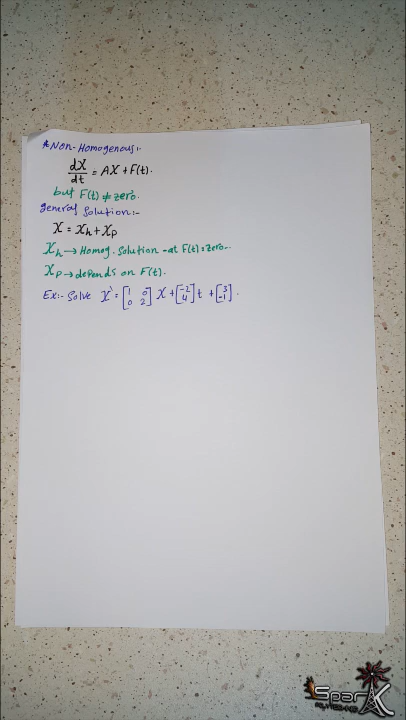 * Non-Homogenous:-
dX/dt = AX + F(t).
but F(t) ≠ zero.
general solution:-
X = Xh + Xp
Xh → Homog. Solution at F(t) = zero.
Xp → depends on F(t).
Ex:- Solve X' = [1 0; 0 2] X + [-2; 4] t + [3; -1].
Spark